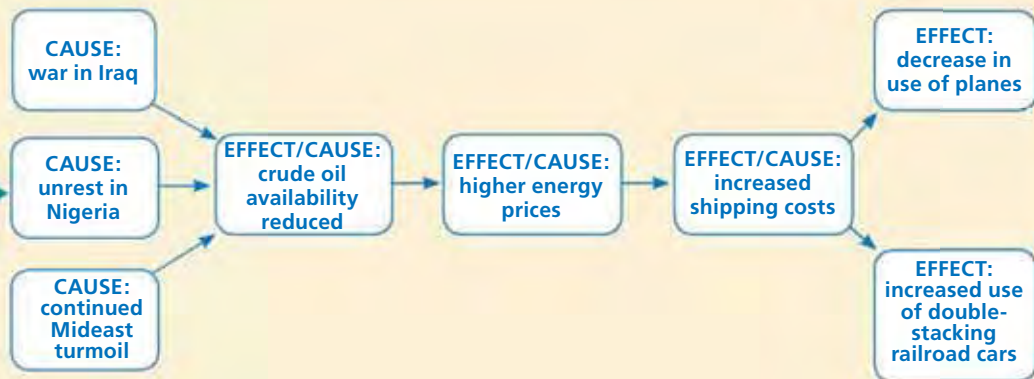 CAUSE:
war in Iraq
CAUSE:
unrest in
Nigeria
CAUSE:
continued
Mideast
turmoil
EFFECT/CAUSE:
crude oil
availability
reduced
EFFECT/CAUSE:
higher energy
prices
EFFECT/CAUSE:
increased
shipping costs
EFFECT:
decrease in
use of planes
EFFECT:
increased use
of double-
stacking
railroad cars